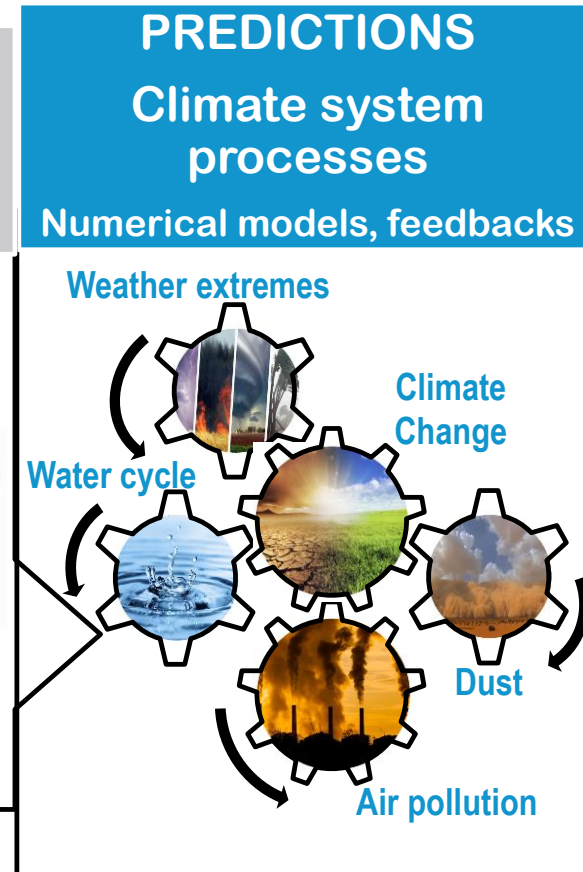 PREDICTIONS
Climate system
processes
Numerical models, feedbacks
Weather extremes
Climate
Change
Water cycle
Dust
Air pollution